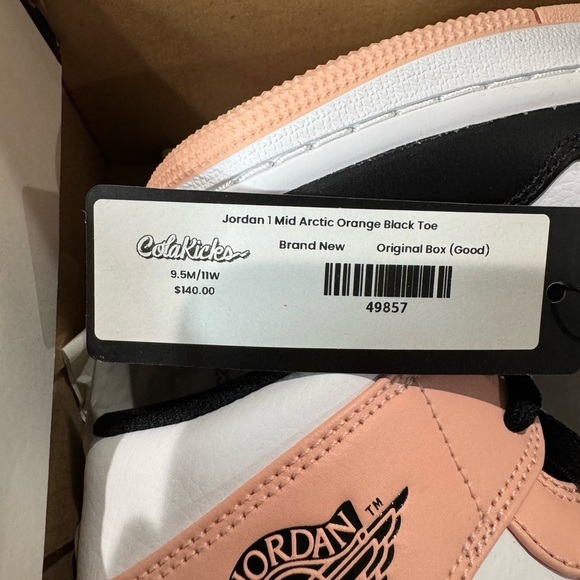 Jordan 1 Mid Arctic Orange Black Toe
ColaKicks
Brand New Original Box (Good)
9.5M/11W
$140.00
49857
JORDAN
TM